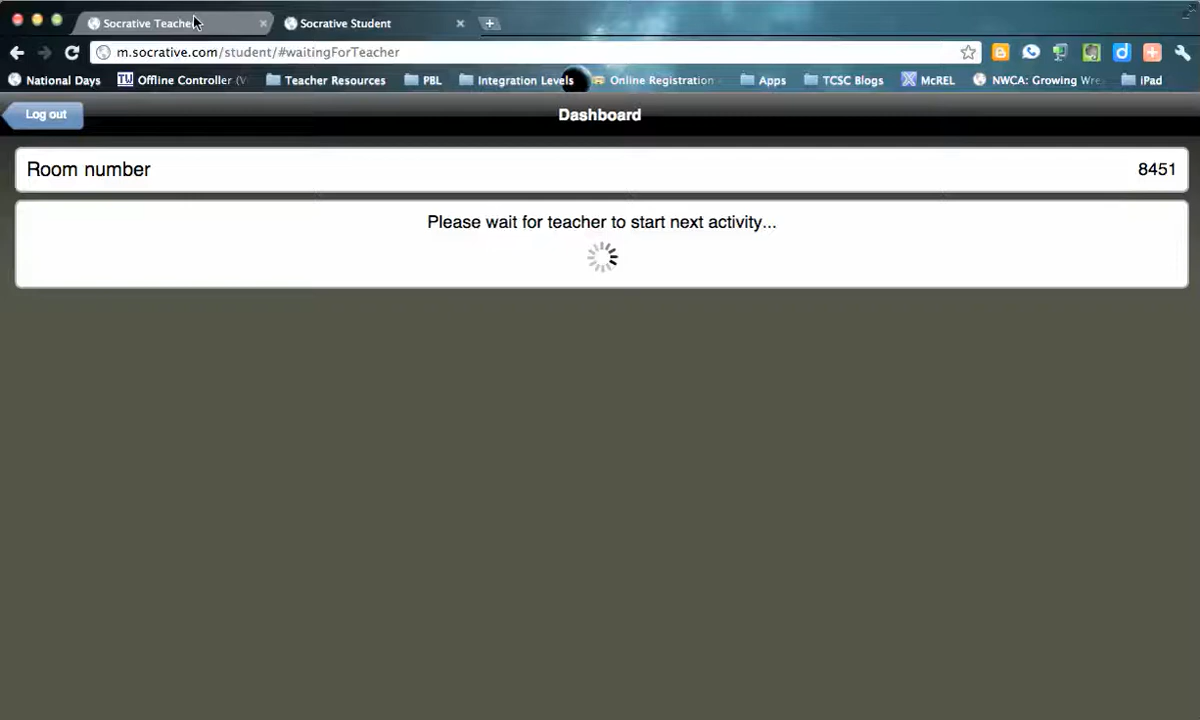 Socrative Teacher
Socrative Student
m.socrative.com/student/#waitingForTeacher
National Days
Offline Controller (V
Teacher Resources
PBL
Integration Levels
Online Registration
Apps
TCSC Blogs
McREL
NWCA: Growing Wre
iPad
Log out
Dashboard
Room number
8451
Please wait for teacher to start next activity...